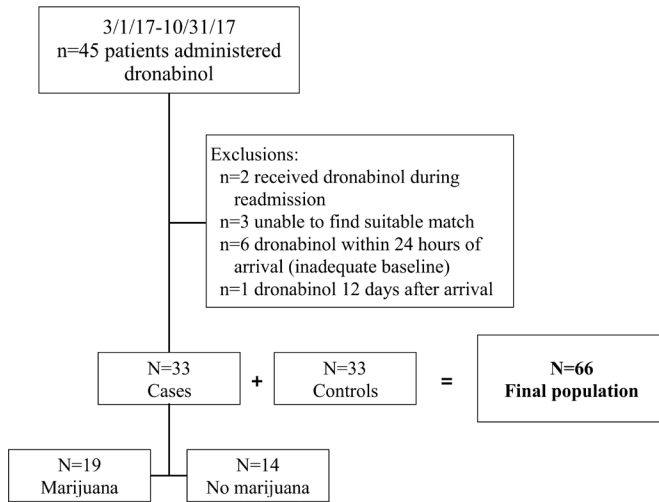 3/1/17-10/31/17
n=45 patients administered
dronabinol
Exclusions:
n=2 received dronabinol during
readmission
n=3 unable to find suitable match
n=6 dronabinol within 24 hours of
arrival (inadequate baseline)
n=1 dronabinol 12 days after arrival
N=33
Cases
+
N=33
Controls
=
N=66
Final population
N=19
Marijuana
N=14
No marijuana